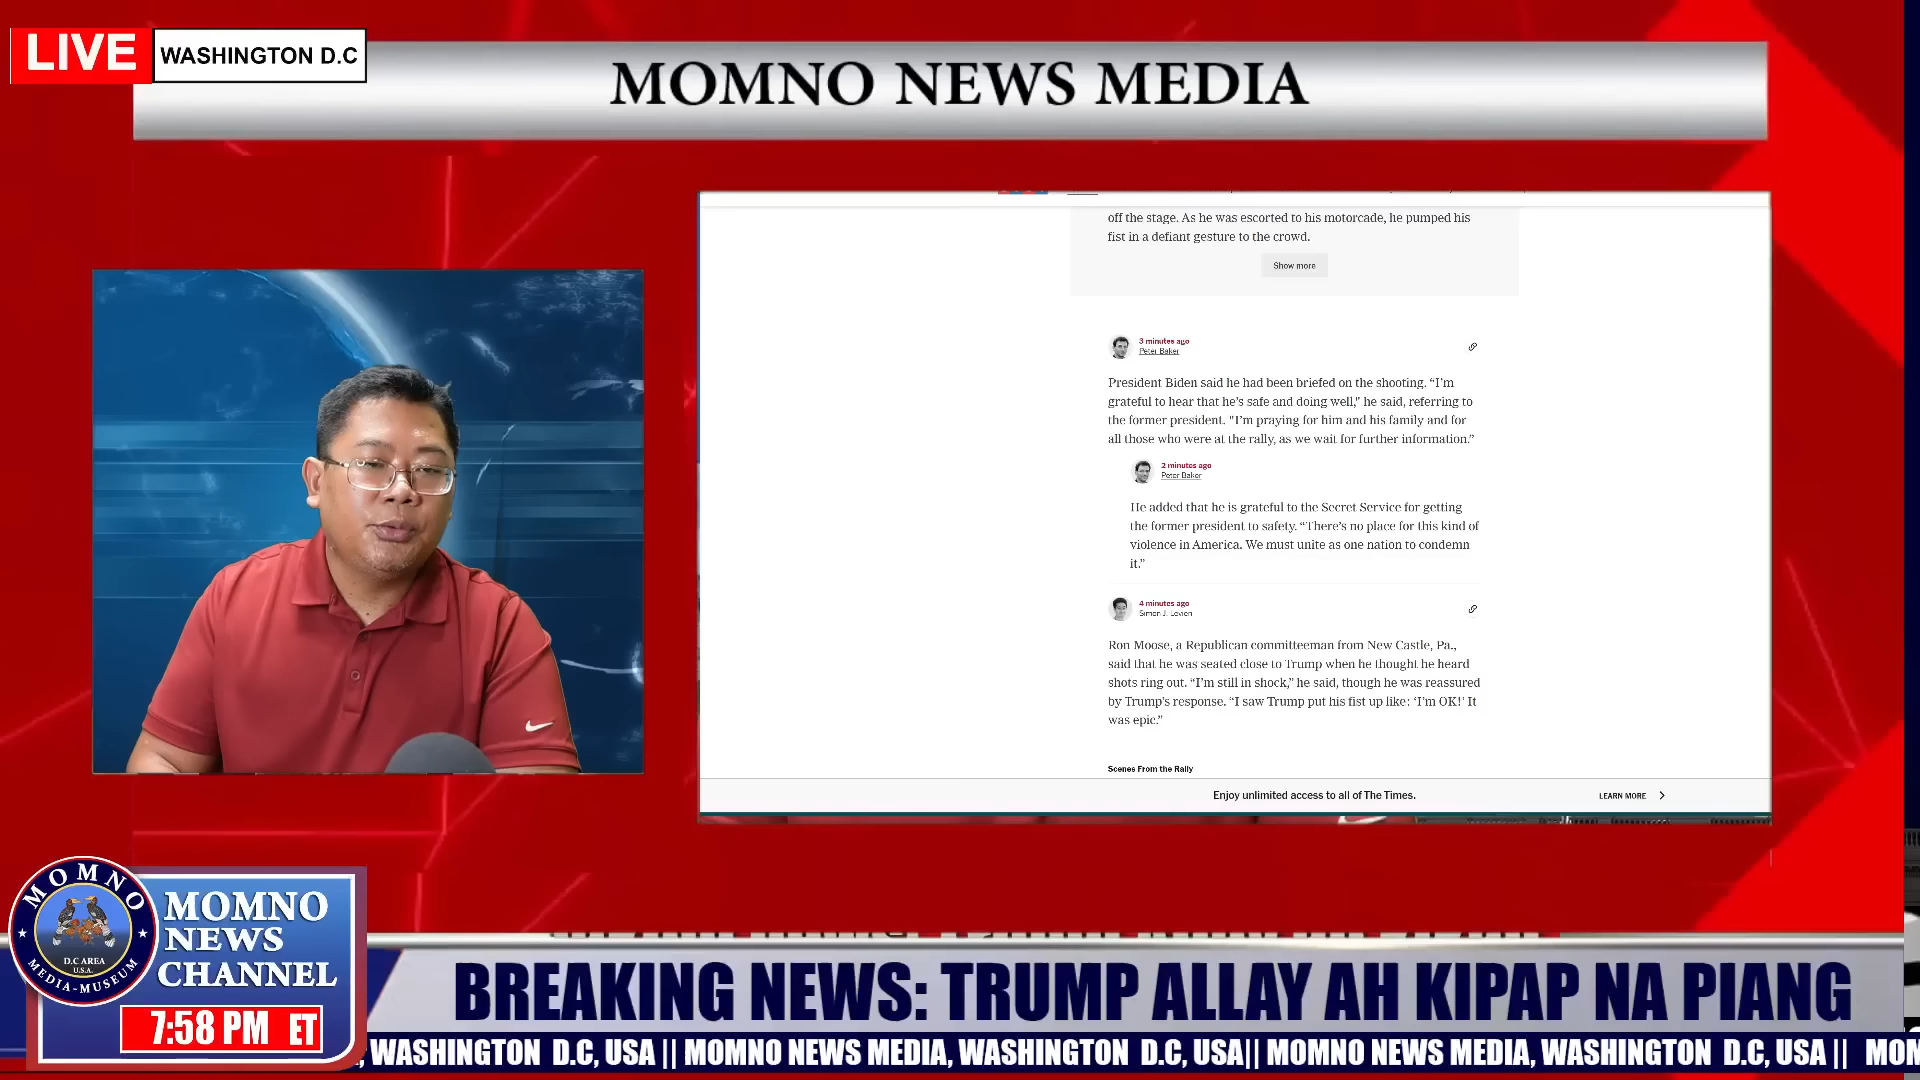 LIVE
WASHINGTON D.C
MOMNO NEWS MEDIA
off the stage. As he was escorted to his motorcade, he pumped his
fist in a defiant gesture to the crowd.
Show more
3 minutes ago
Peter Baker
President Biden said he had been briefed on the shooting. “I’m
grateful to hear that he’s safe and doing well,” he said, referring to
the former president. "I’m praying for him and his family and for
all those who were at the rally, as we wait for further information.”
2 minutes ago
Peter Baker
He added that he is grateful to the Secret Service for getting
the former president to safety. “There’s no place for this kind of
violence in America. We must unite as one nation to condemn
it.”
4 minutes ago
Simon J. Levien
Ron Moose, a Republican committeeman from New Castle, Pa.,
said that he was seated close to Trump when he thought he heard
shots ring out. “I’m still in shock,” he said, though he was reassured
by Trump’s response. “I saw Trump put his fist up like: ‘I’m OK!’ It
was epic.”
Scenes From the Rally
Enjoy unlimited access to all of The Times.
LEARN MORE
MOMNO
D.C AREA
U.S.A.
MEDIA-MUSEUM
MOMNO
NEWS
CHANNEL
7:58 PM ET
BREAKING NEWS: TRUMP ALLAY AH KIPAP NA PIANG
, WASHINGTON D.C, USA || MOMNO NEWS MEDIA, WASHINGTON D.C, USA|| MOMNO NEWS MEDIA, WASHINGTON D.C, USA || MOM